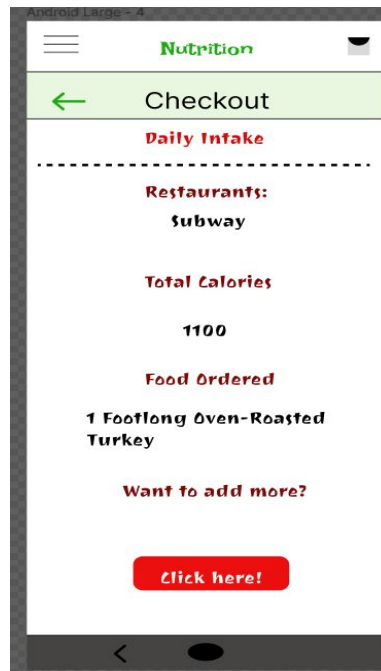 Android Large - 4
Nutrition
Checkout
Daily Intake
Restaurants:
Subway
Total Calories
1100
Food Ordered
1 Footlong Oven-Roasted
Turkey
Want to add more?
Click here!